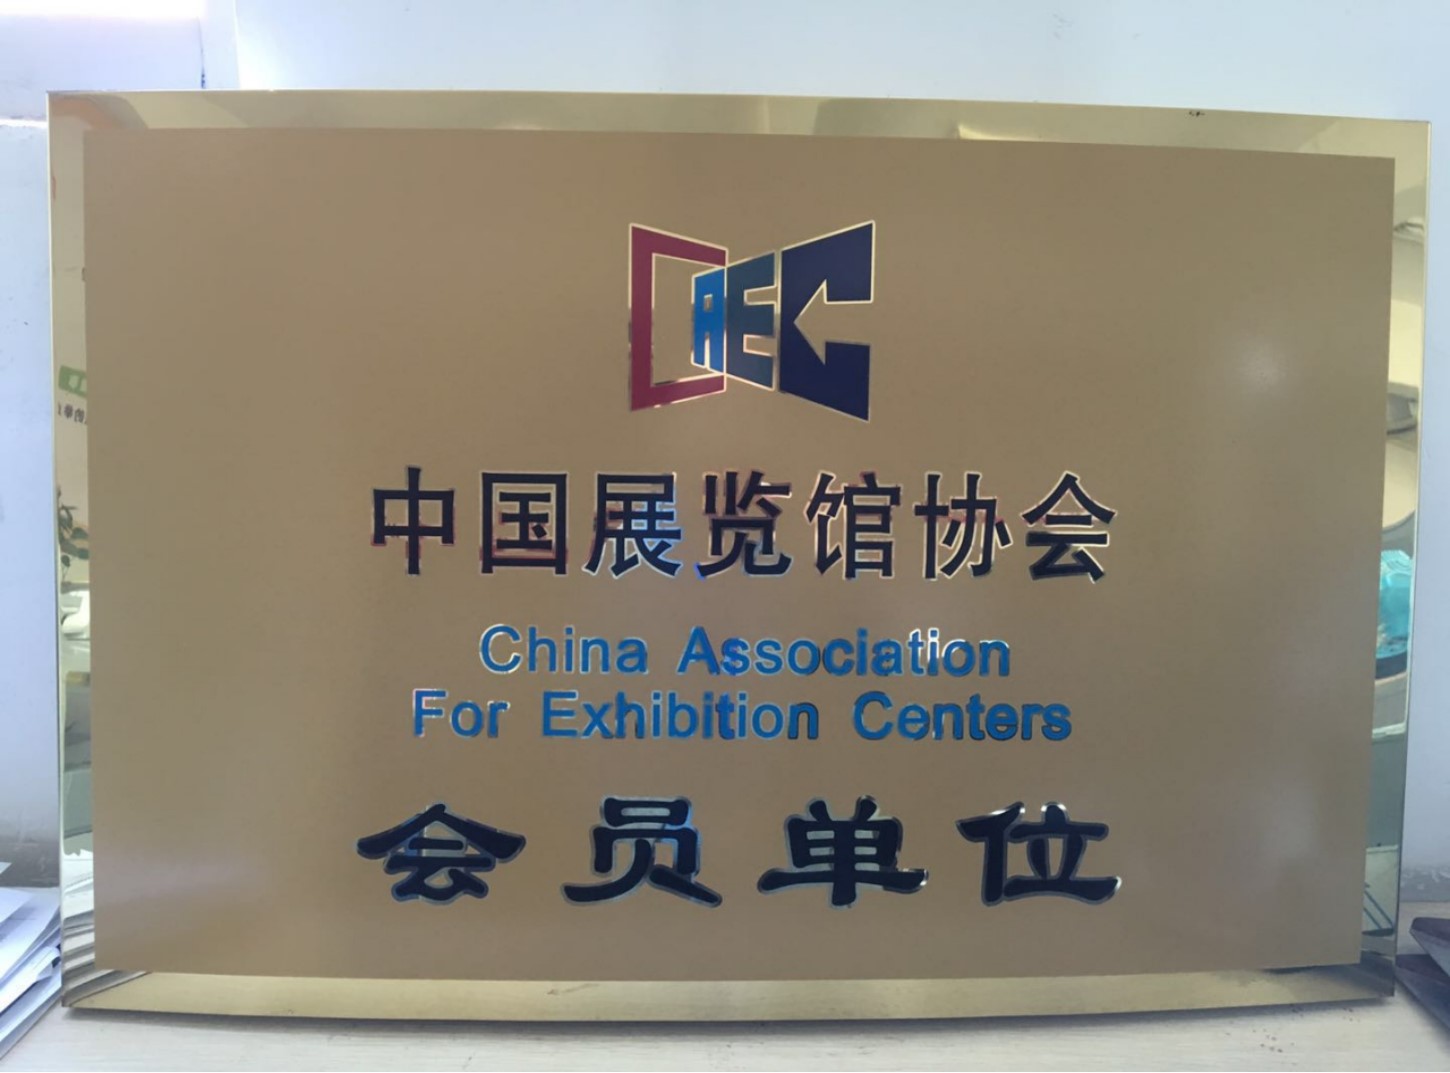 CAEC
中国展览馆协会
China Association
For Exhibition Centers
会员单位